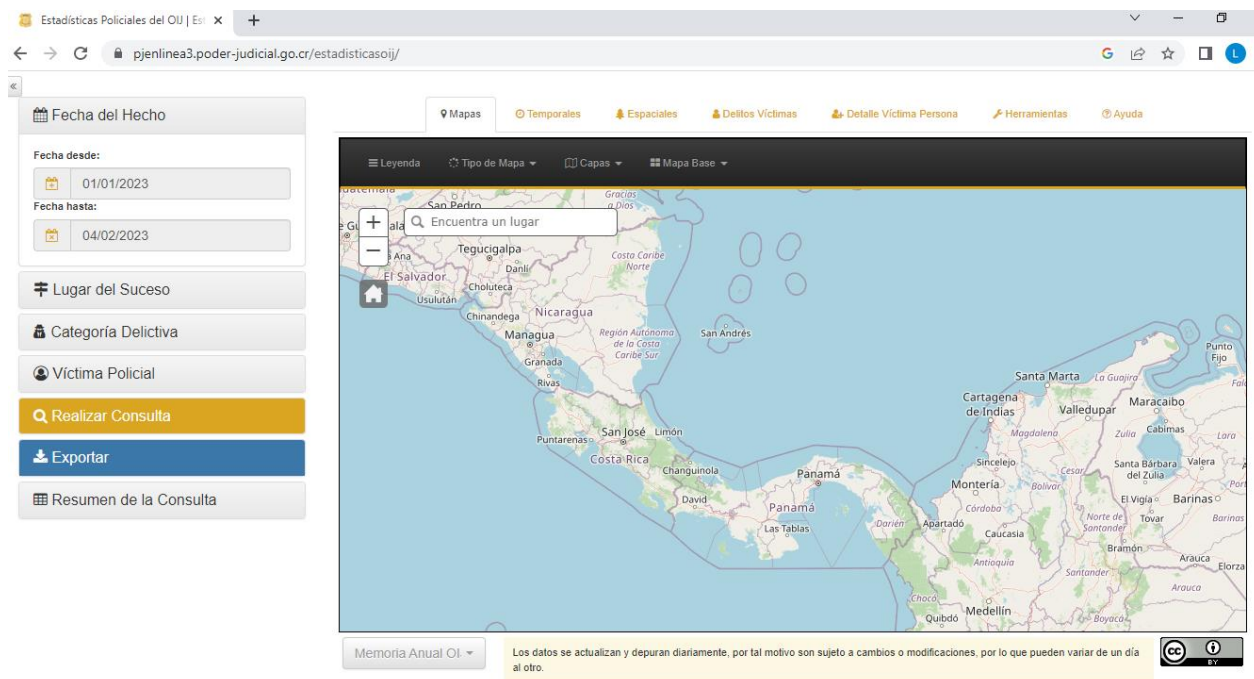 Estadísticas Policiales del OIJ | Es
pjenlinea3.poder-judicial.go.cr/estadisticasoij/
L
Fecha del Hecho
Fecha desde:
01/01/2023
Fecha hasta:
04/02/2023
Lugar del Suceso
Categoría Delictiva
Víctima Policial
Realizar Consulta
Exportar
Resumen de la Consulta
Mapas Temporales Espaciales Delitos Víctimas Detalle Víctima Persona Herramientas Ayuda
Leyenda Tipo de Mapa Capas Mapa Base
Encuentra un lugar
Guatemala
San Pedro
Gracias
a Dios
Ana
Tegucigalpa
Danlí
Costa Caribe
Norte
El Salvador
Choluteca
Usulután
Chinandega
Nicaragua
Managua
Región Autónoma
de la Costa
Caribe Sur
San Andrés
Granada
Rivas
Punto
Fijo
Santa Marta
La Guajira
Cartagena
de Indias
Valledupar
Maracaibo
San José
Limón
Puntarenas
Magdalena
Zulia
Cabimas
Lara
Costa Rica
Changuinola
Panamá
Sincelejo
Cesar
Santa Bárbara
del Zulia
Valera
David
Panamá
Montería
Bolívar
El Vigía
Barinas
Las Tablas
Darién
Apartadó
Córdoba
Caucasia
Norte de
Santander
Tovar
Barinas
Bramón
Antioquia
Santander
Arauca
Elorza
Arauca
Chocó
Quibdó
Medellín
Boyacá
Memoria Anual OI
Los datos se actualizan y depuran diariamente, por tal motivo son sujeto a cambios o modificaciones, por lo que pueden variar de un día
al otro.
cc
BY